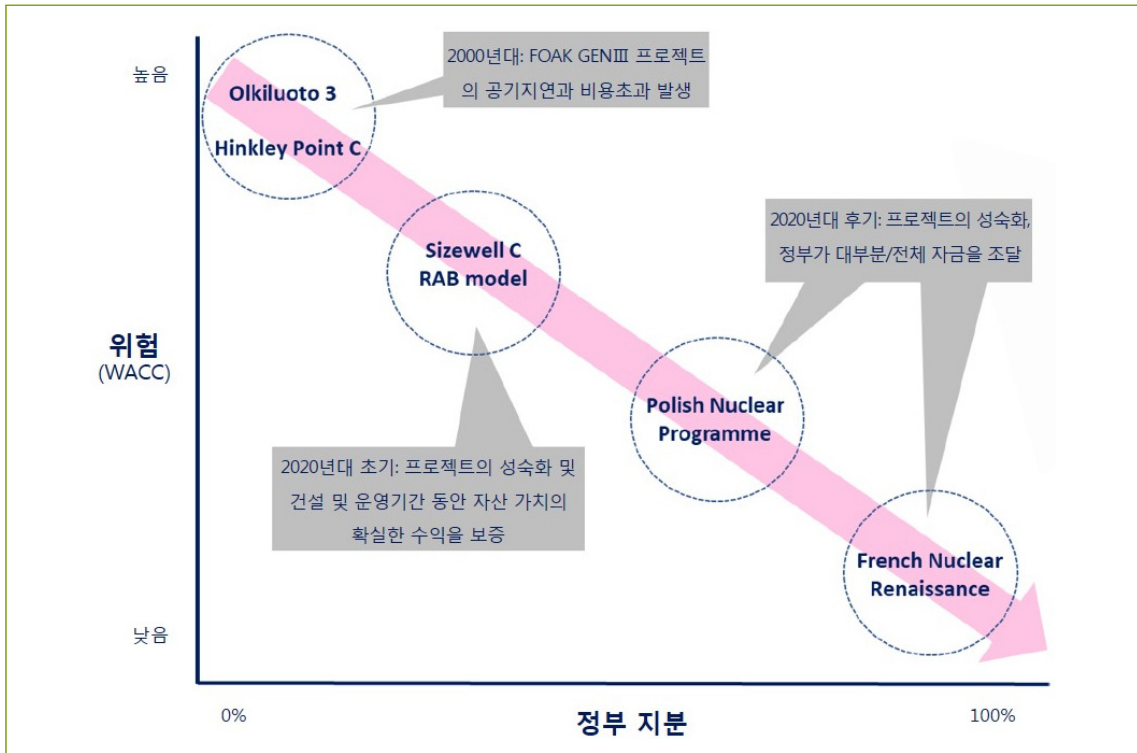 높음
Olkiluoto 3
Hinkley Point C
2000년대: FOAK GENⅢ 프로젝트
의 공기지연과 비용초과 발생
Sizewell C
RAB model
2020년대 후기: 프로젝트의 성숙화,
정부가 대부분/전체 자금을 조달
위험
(WACC)
Polish Nuclear
Programme
2020년대 초기: 프로젝트의 성숙화 및
건설 및 운영기간 동안 자산 가치의
확실한 수익을 보증
French Nuclear
Renaissance
낮음
0%
정부 지분
100%